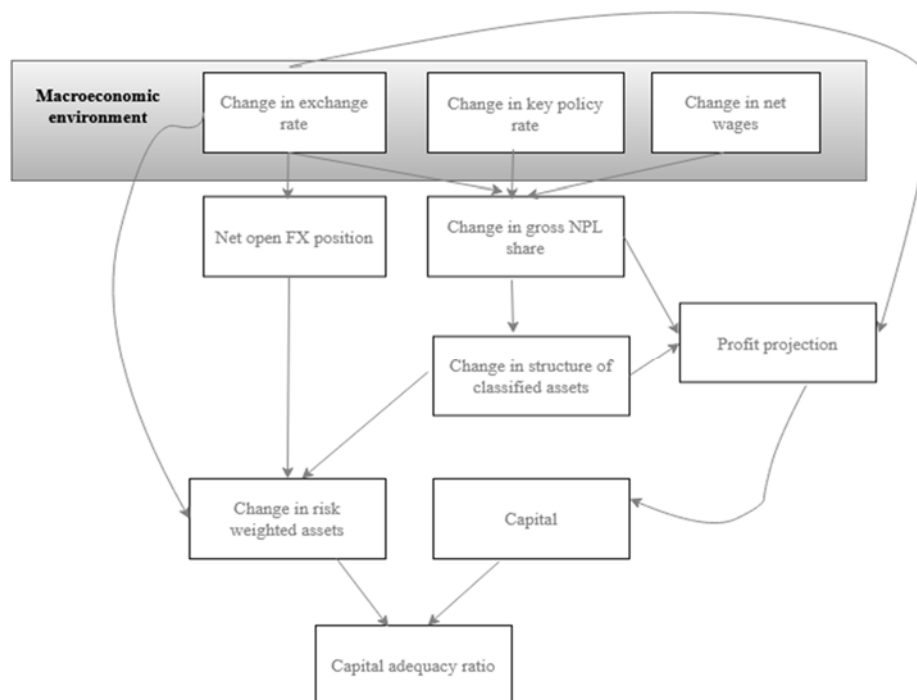 Macroeconomic
environment
Change in exchange
rate
Change in key policy
rate
Change in net
wages
Net open FX position
Change in gross NPL
share
Profit projection
Change in structure of
classified assets
Change in risk
weighted assets
Capital
Capital adequacy ratio